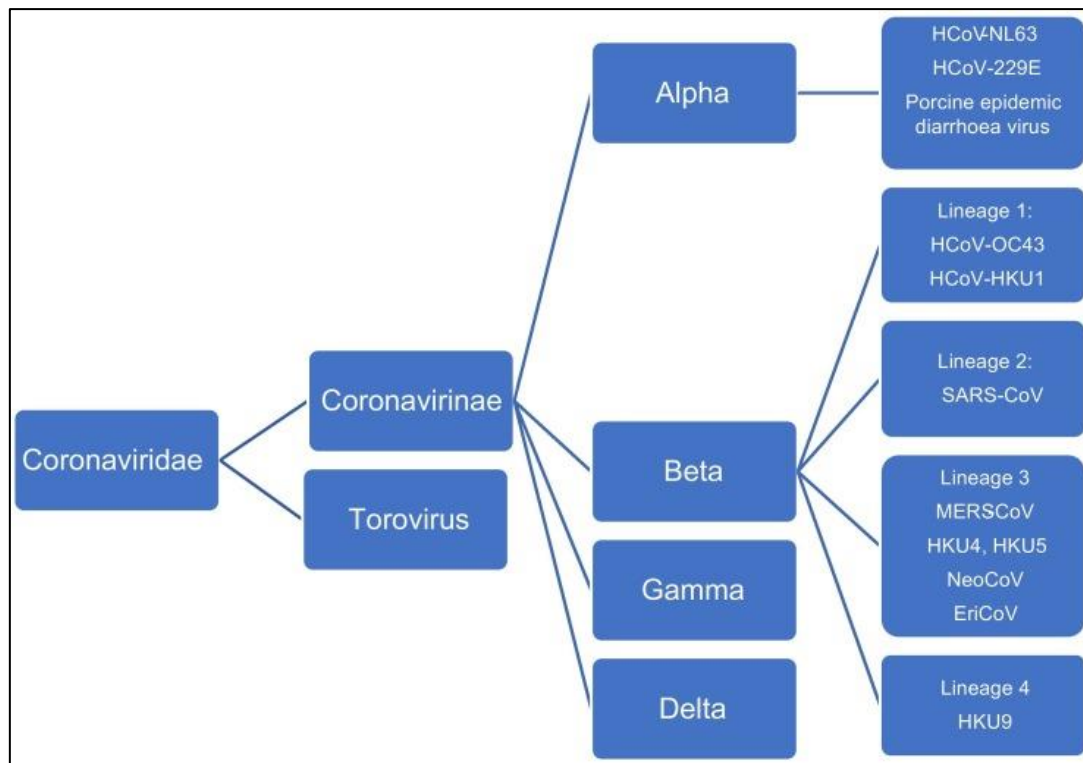 Coronaviridae
Coronavirinae
Torovirus
Alpha
Beta
Gamma
Delta
HCoV-NL63
HCoV-229E
Porcine epidemic
diarrhoea virus
Lineage 1:
HCoV-OC43
HCoV-HKU1
Lineage 2:
SARS-CoV
Lineage 3
MERSCoV
HKU4, HKU5
NeoCoV
EriCoV
Lineage 4
HKU9